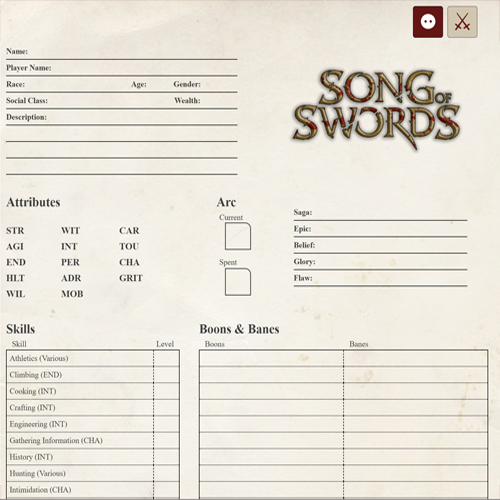 Name:
Player Name:
Race: Age: Gender:
Social Class: Wealth:
Description:
SONG OF SWORDS
Attributes
STR WIT CAR
AGI INT TOU
END PER CHA
HLT ADR GRIT
WIL MOB
Arc
Current
Spent
Saga:
Epic:
Belief:
Glory:
Flaw:
Skills
Skill Level
Athletics (Various)
Climbing (END)
Cooking (INT)
Crafting (INT)
Engineering (INT)
Gathering Information (CHA)
History (INT)
Hunting (Various)
Intimidation (CHA)
Boons & Banes
Boons Banes